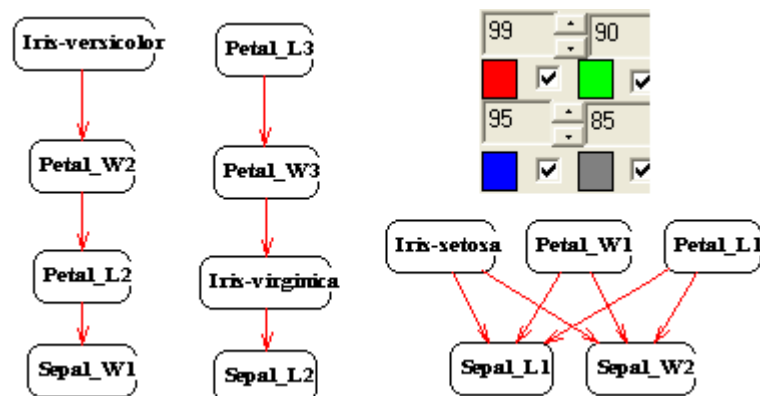 Iris-versicolor
Petal_W2
Petal_L2
Sepal_W1
Petal_L3
Petal_W3
Iris-virginica
Sepal_L2
99
90
95
85
Iris-setosa
Petal_W1
Petal_L1
Sepal_L1
Sepal_W2